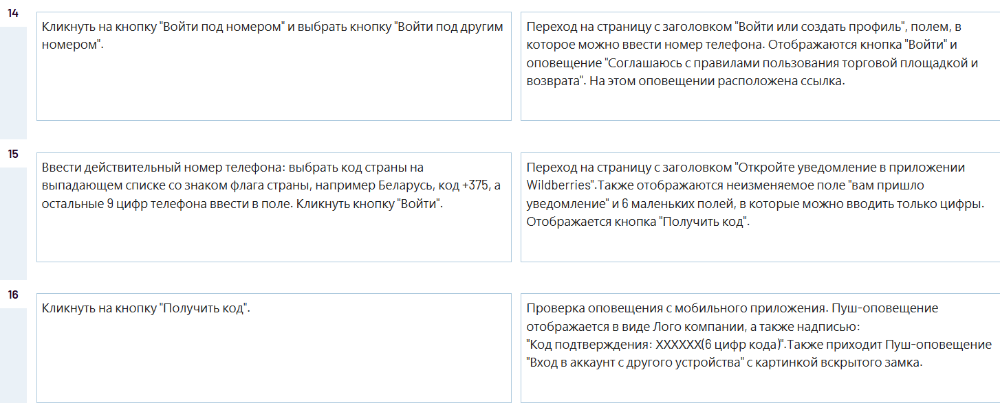 14
Кликнуть на кнопку "Войти под номером" и выбрать кнопку "Войти под другим
номером".
Переход на страницу с заголовком "Войти или создать профиль", полем, в
которое можно ввести номер телефона. Отображаются кнопка "Войти" и
оповещение "Соглашаюсь с правилами пользования торговой площадкой и
возврата". На этом оповещении расположена ссылка.
15
Ввести действительный номер телефона: выбрать код страны на
выпадающем списке со знаком флага страны, например Беларусь, код +375, а
остальные 9 цифр телефона ввести в поле. Кликнуть кнопку "Войти".
Переход на страницу с заголовком "Откройте уведомление в приложении
Wildberries".Также отображаются неизменяемое поле "вам пришло
уведомление" и 6 маленьких полей, в которые можно вводить только цифры.
Отображается кнопка "Получить код".
16
Кликнуть на кнопку "Получить код".
Проверка оповещения с мобильного приложения. Пуш-оповещение
отображается в виде Лого компании, а также надписью:
"Код подтверждения: XXXXXX(6 цифр кода)".Также приходит Пуш-оповещение
"Вход в аккаунт с другого устройства" с картинкой вскрытого замка.